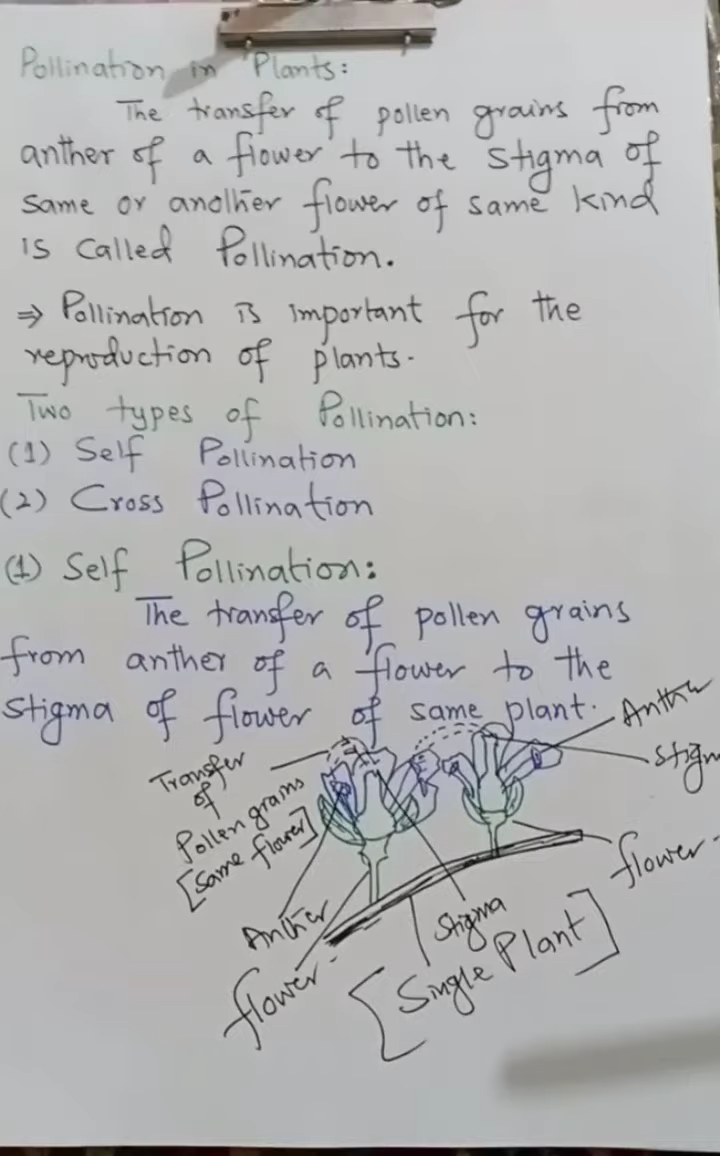 Pollination in Plants:
The transfer of pollen grains from
anther of a flower to the stigma of
same or another flower of same kind
is called Pollination.
⇒ Pollination is important for the
reproduction of plants.
Two types of Pollination:
(1) Self Pollination
(2) Cross Pollination
(1) Self Pollination:
The transfer of pollen grains
from anther of a flower to the
stigma of flower of same plant.
Transfer
of
Pollen grains
[Same flower]
Anther
flower
Stigma
[Single Plant]
Anther
Stigm
flower